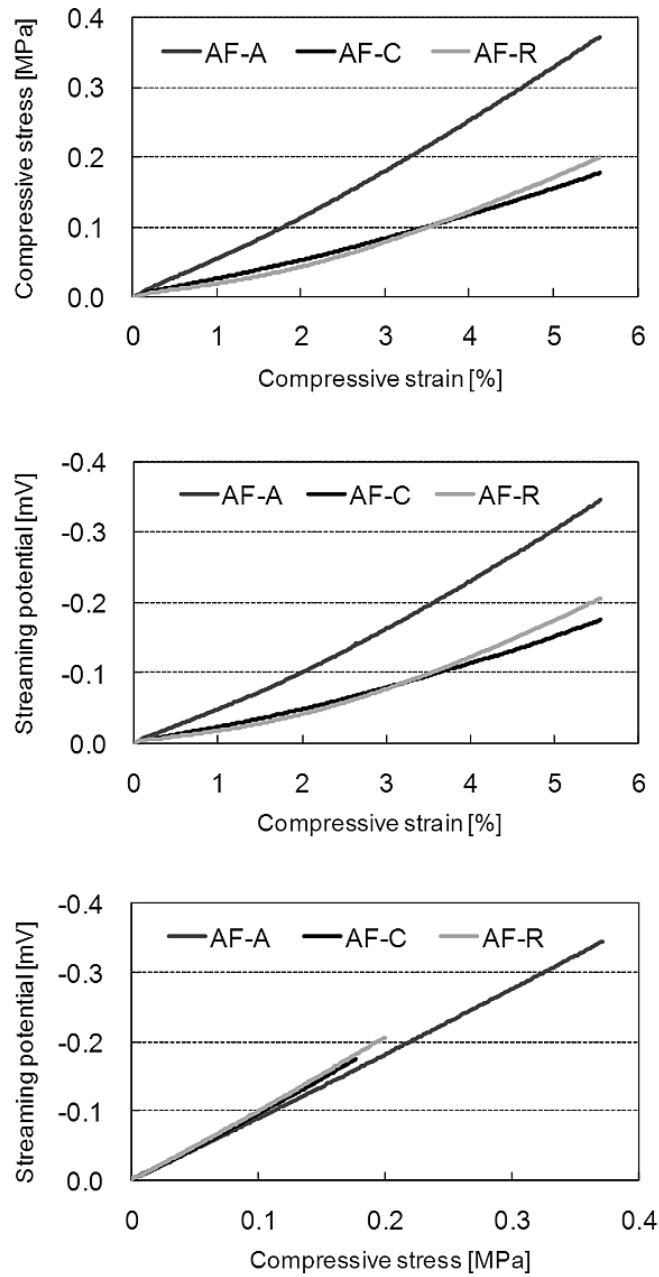 Compressive stress [MPa]
0.4
0.3
0.2
0.1
0.0
AF-A AF-C AF-R
0 1 2 3 4 5 6
Compressive strain [%]
Streaming potential [mV]
-0.4
-0.3
-0.2
-0.1
0.0
AF-A AF-C AF-R
0 1 2 3 4 5 6
Compressive strain [%]
Streaming potential [mV]
-0.4
-0.3
-0.2
-0.1
0.0
AF-A AF-C AF-R
0 0.1 0.2 0.3 0.4
Compressive stress [MPa]